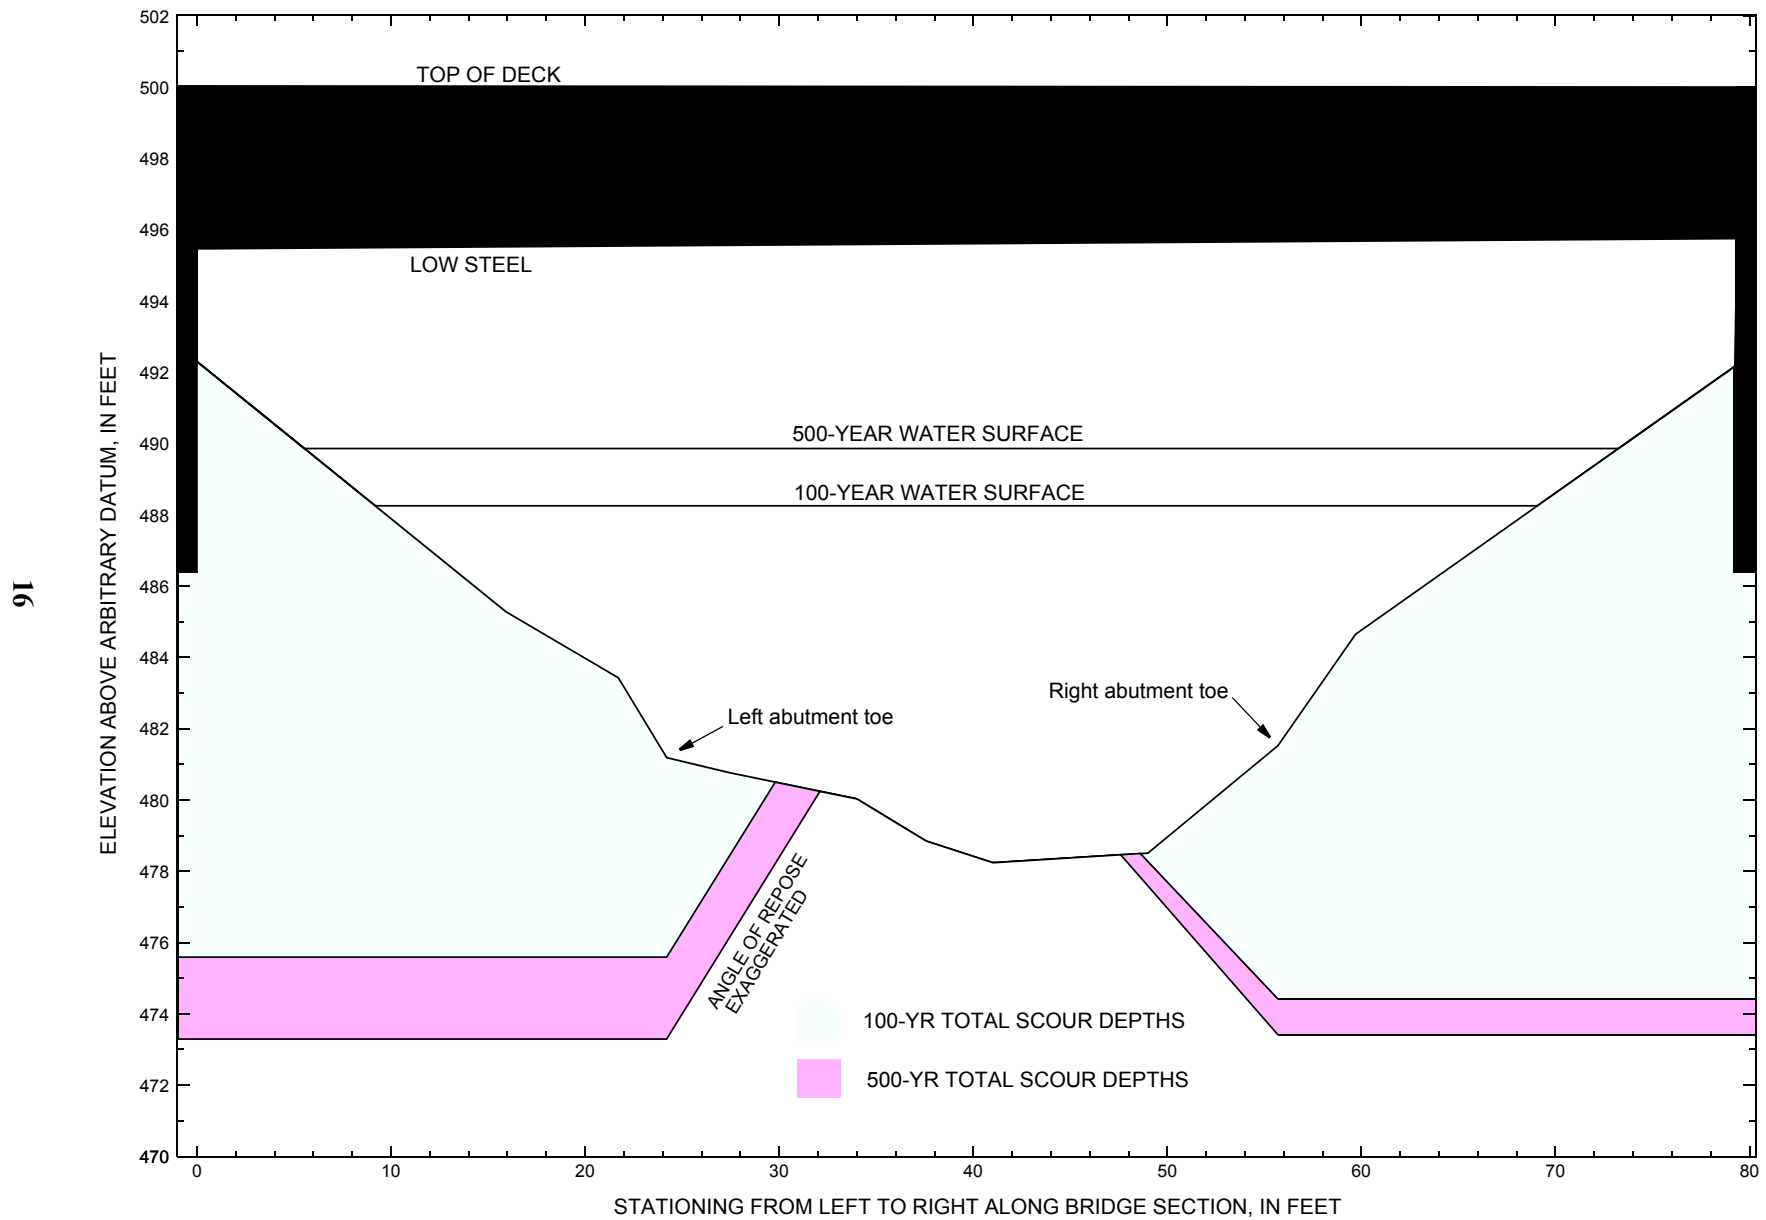 502
500
498
496
494
492
490
488
486
484
482
480
478
476
474
472
470
ELEVATION ABOVE ARBITRARY DATUM, IN FEET
16
TOP OF DECK
LOW STEEL
500-YEAR WATER SURFACE
100-YEAR WATER SURFACE
Right abutment toe
Left abutment toe
ANGLE OF REPOSE
EXAGGERATED
100-YR TOTAL SCOUR DEPTHS
500-YR TOTAL SCOUR DEPTHS
0 10 20 30 40 50 60 70 80
STATIONING FROM LEFT TO RIGHT ALONG BRIDGE SECTION, IN FEET